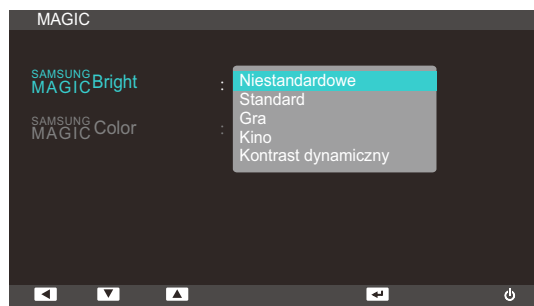 MAGIC
SAMSUNG
MAGIC Bright :
Niestandardowe
Standard
Gra
Kino
Kontrast dynamiczny
SAMSUNG
MAGIC Color :